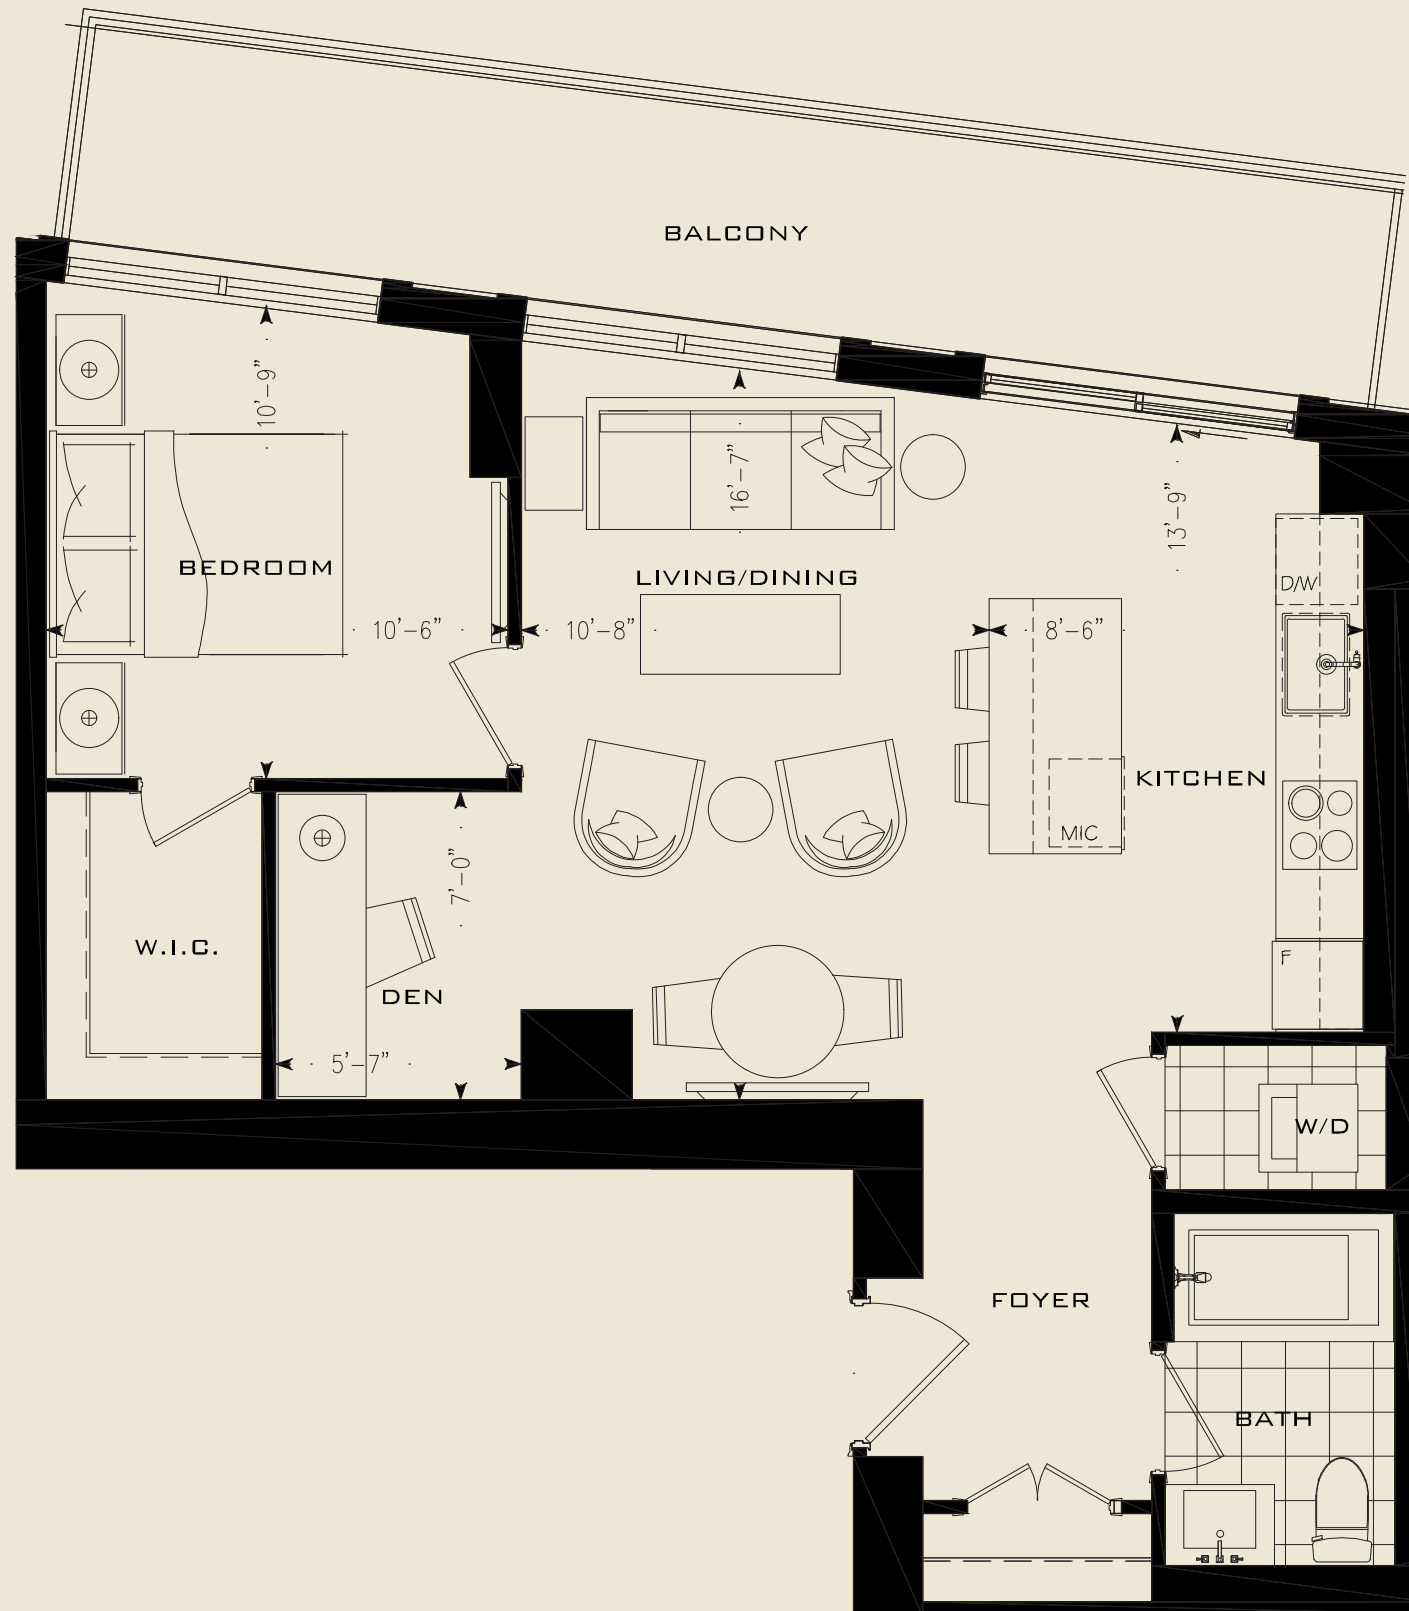 BALCONY
10'-9"
16'-7"
13'-9"
BEDROOM
LIVING/DINING
D/W
10'-6"
10'-8"
8'-6"
KITCHEN
MIC
7'-0"
W.I.C.
F
DEN
5'-7"
W/D
FOYER
BATH